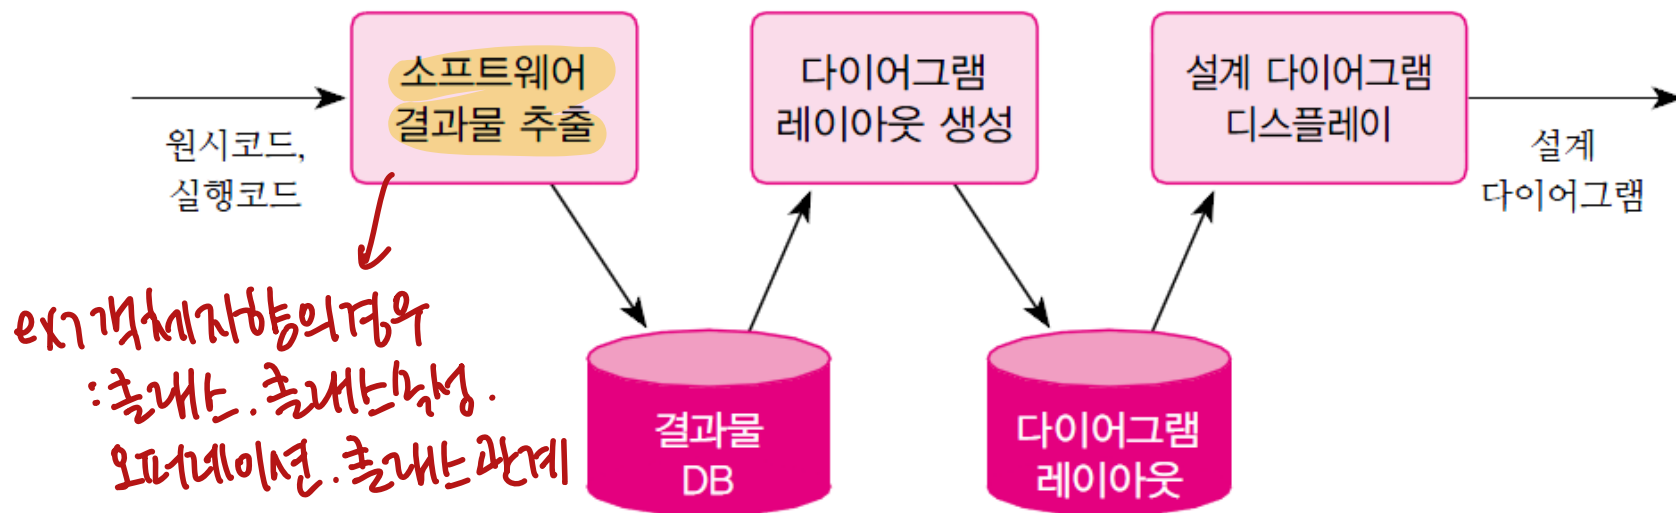 소프트웨어
결과물 추출
다이어그램
레이아웃 생성
설계 다이어그램
디스플레이
원시코드,
실행코드
설계
다이어그램
ex) 객체지향의 경우
: 클래스. 클래스속성.
오퍼레이션. 클래스관계
결과물
DB
다이어그램
레이아웃